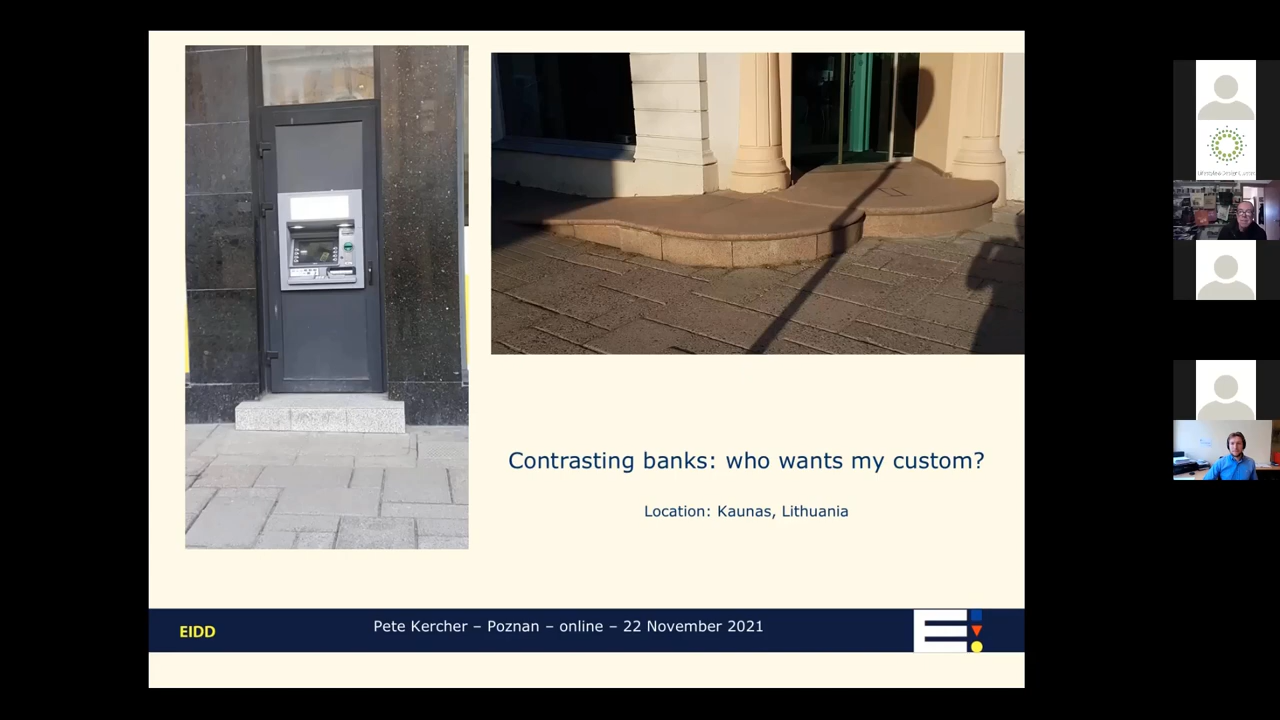 Contrasting banks: who wants my custom?
Location: Kaunas, Lithuania
EIDD
Pete Kercher – Poznan – online – 22 November 2021